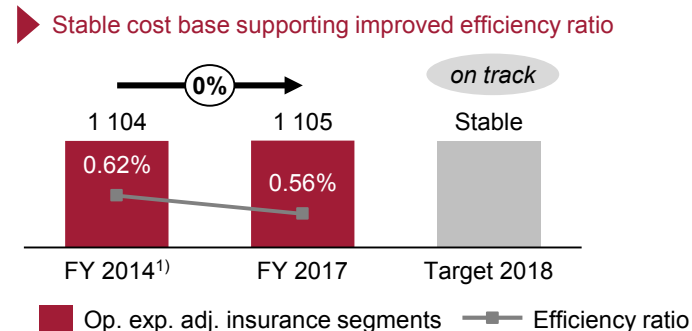 Stable cost base supporting improved efficiency ratio
0%
on track
1 104 1 105 Stable
0.62%
0.56%
FY 2014¹⁾ FY 2017 Target 2018
Op. exp. adj. insurance segments Efficiency ratio